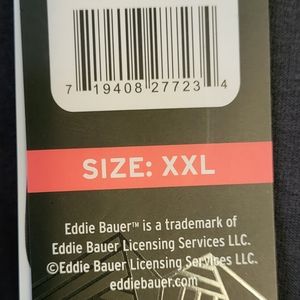 7 19408 27723 4
SIZE: XXL
Eddie Bauer™ is a trademark of
Eddie Bauer Licensing Services LLC.
©Eddie Bauer Licensing Services LLC.
eddiebauer.com